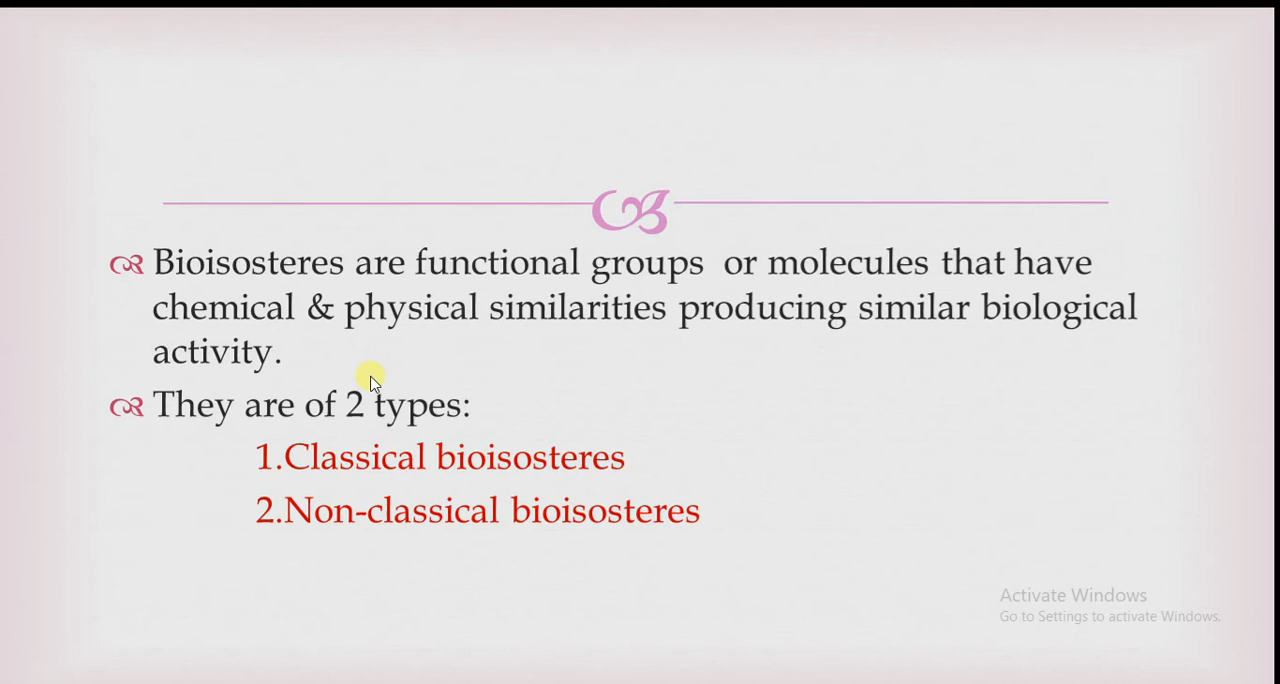 Bioisosteres are functional groups or molecules that have
chemical & physical similarities producing similar biological
activity.
They are of 2 types:
1.Classical bioisosteres
2.Non-classical bioisosteres
Activate Windows
Go to Settings to activate Windows.